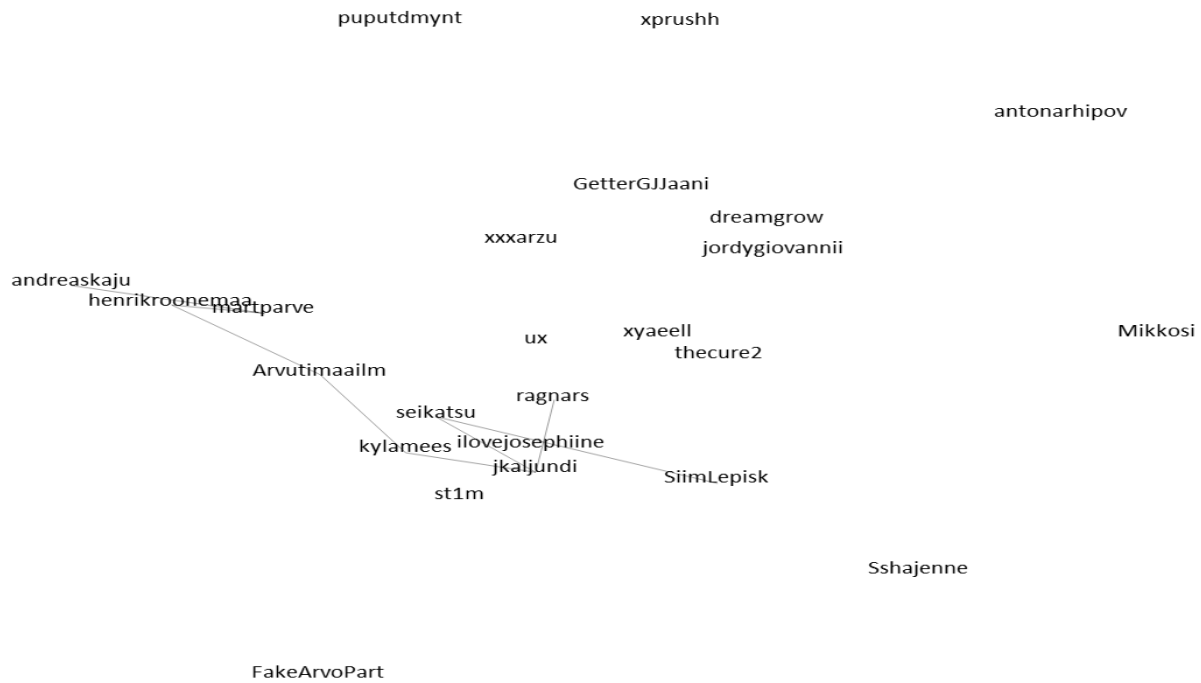 puputdmynt
xprushh
antonarhipov
GetterGJJaani
dreamgrow
xxxarzu
jordygiovannii
andreaskaju
henrikroonemaa
martparve
ux
xyaeell
Mikkosi
thecure2
Arvutimaailm
ragnars
seikatsu
kylamees
ilovejosephiine
jkaljundi
SiimLepisk
st1m
Sshajenne
FakeArvoPart